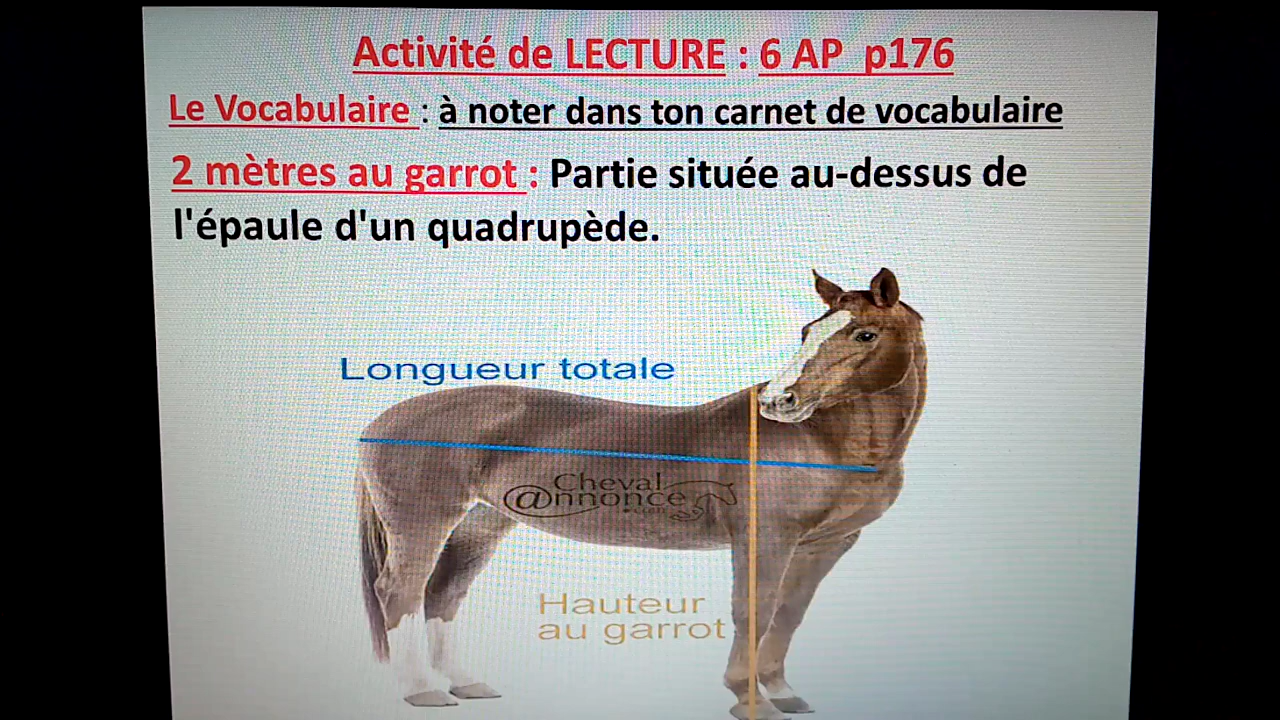 Activité de LECTURE : 6 AP p176
Le Vocabulaire : à noter dans ton carnet de vocabulaire
2 mètres au garrot : Partie située au-dessus de
l'épaule d'un quadrupède.
Longueur totale
Cheval
@nnonce
.com
Hauteur
au garrot